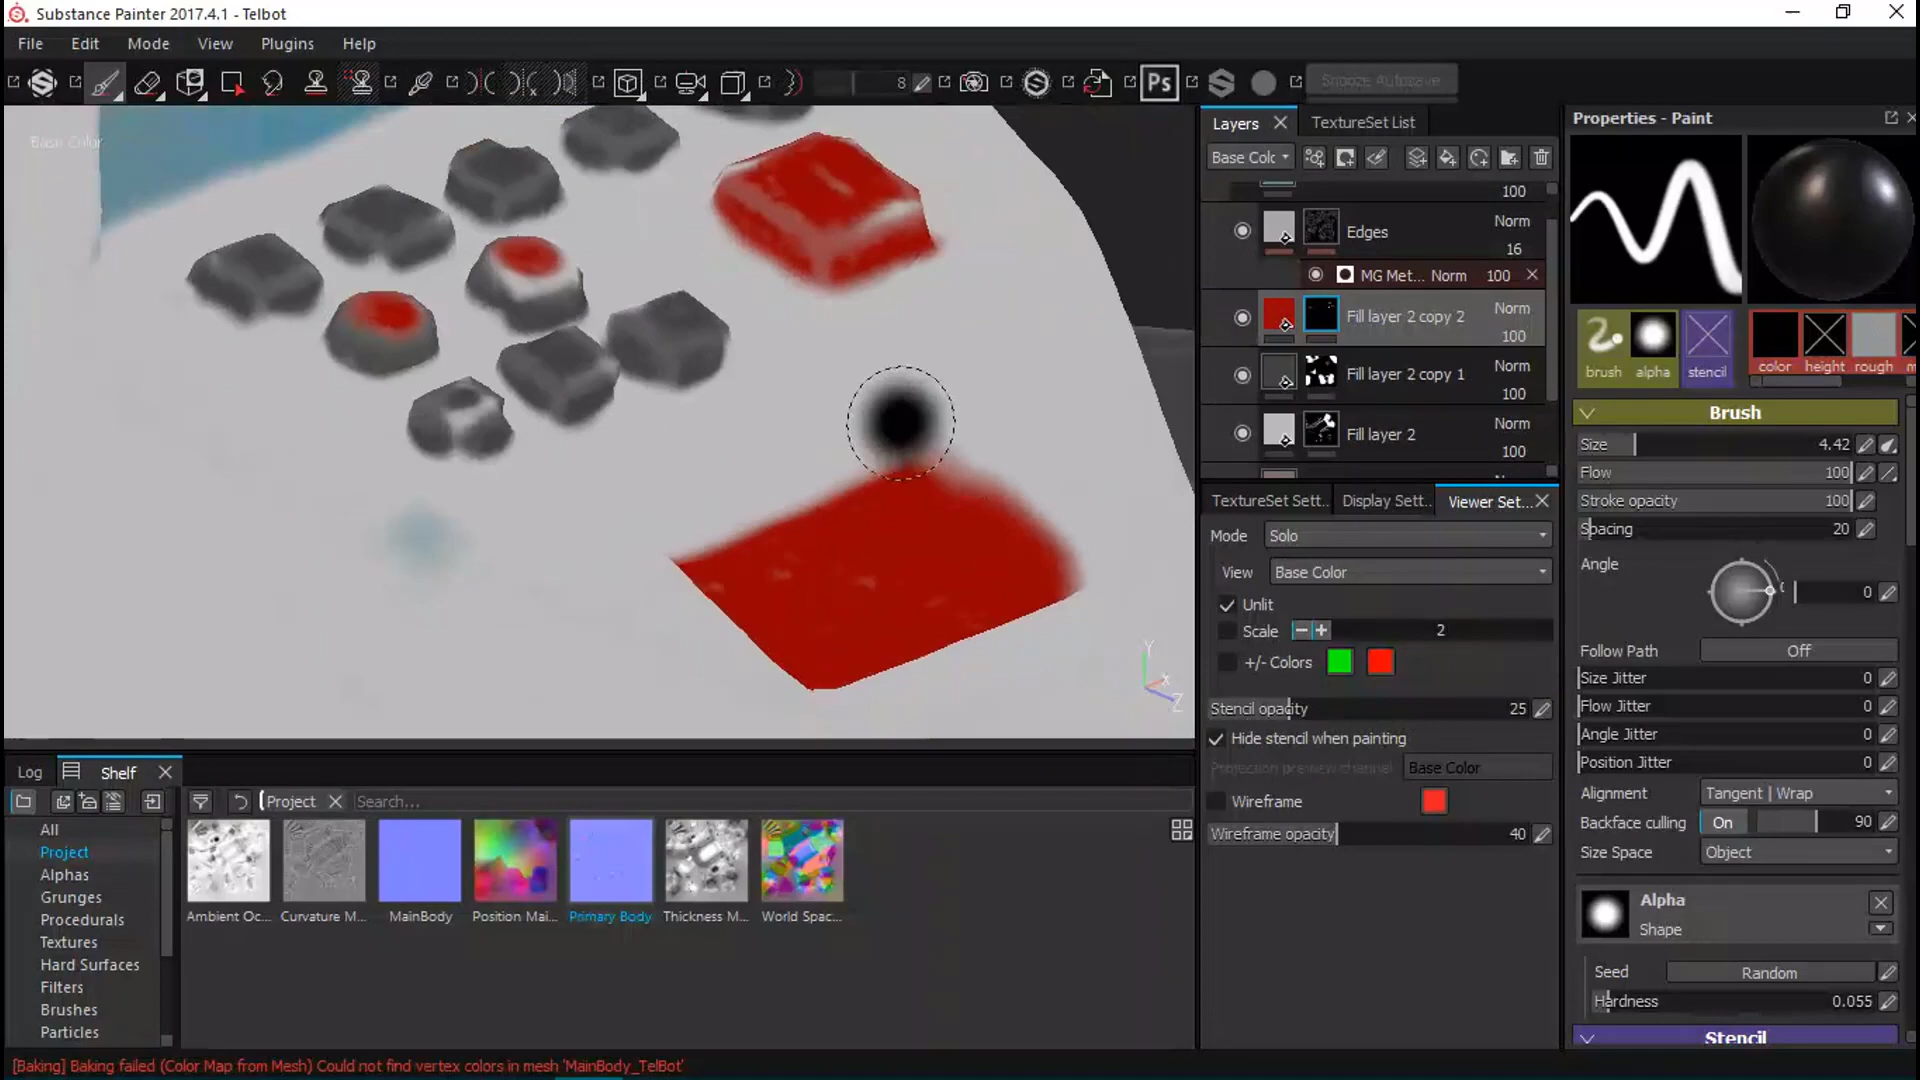 Substance Painter 2017.4.1 - Telbot
File Edit Mode View Plugins Help
8
Ps
Snooze Autosave
Base Color
Layers
TextureSet List
Base Colc
100
Edges
Norm
16
MG Met... Norm 100
Fill layer 2 copy 2
Norm
100
Fill layer 2 copy 1
Norm
100
Fill layer 2
Norm
100
TextureSet Sett..
Display Sett..
Viewer Set...
Mode Solo
View Base Color
Unlit
Scale 2
+/- Colors
Stencil opacity 25
Hide stencil when painting
Projection preview channel Base Color
Wireframe
Wireframe opacity 40
Properties - Paint
brush alpha stencil color height rough m
Brush
Size 4.42
Flow 100
Stroke opacity 100
Spacing 20
Angle
0
Follow Path Off
Size Jitter 0
Flow Jitter 0
Angle Jitter 0
Position Jitter 0
Alignment Tangent | Wrap
Backface culling On 90
Size Space Object
Alpha
Shape
Seed Random
Hardness 0.055
Stencil
Y
X
Z
Log
Shelf
Project
Search...
All
Project
Alphas
Grunges
Procedurals
Textures
Hard Surfaces
Filters
Brushes
Particles
Ambient Oc... Curvature M... MainBody Position Mai... Primary Body Thickness M... World Spac...
[Baking] Baking failed (Color Map from Mesh) Could not find vertex colors in mesh 'MainBody_TelBot'